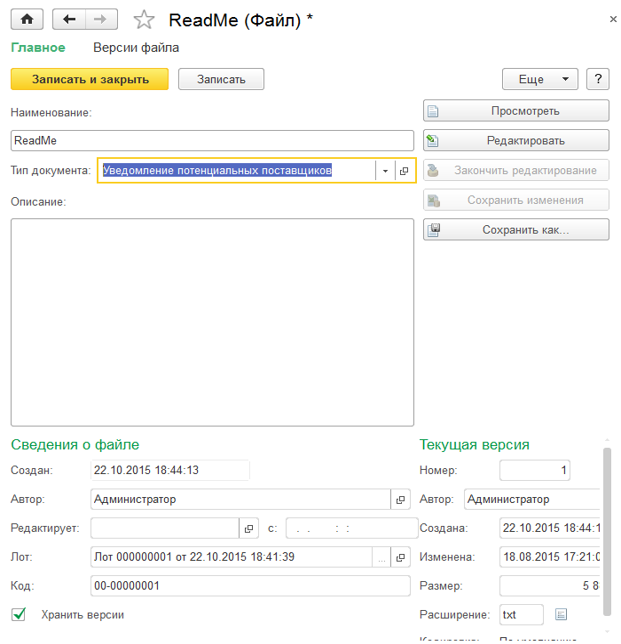 ReadMe (Файл) *
Главное Версии файла
Записать и закрыть Записать Еще ?
Наименование: Просмотреть
ReadMe Редактировать
Тип документа: Уведомление потенциальных поставщиков Закончить редактирование
Описание: Сохранить изменения
Сохранить как...
Сведения о файле Текущая версия
Создан: 22.10.2015 18:44:13 Номер: 1
Автор: Администратор Автор: Администратор
Редактирует: с: . . : : Создана: 22.10.2015 18:44:1
Лот: Лот 000000001 от 22.10.2015 18:41:39 ... Изменена: 18.08.2015 17:21:0
Код: 00-00000001 Размер: 5 8
Хранить версии Расширение: txt